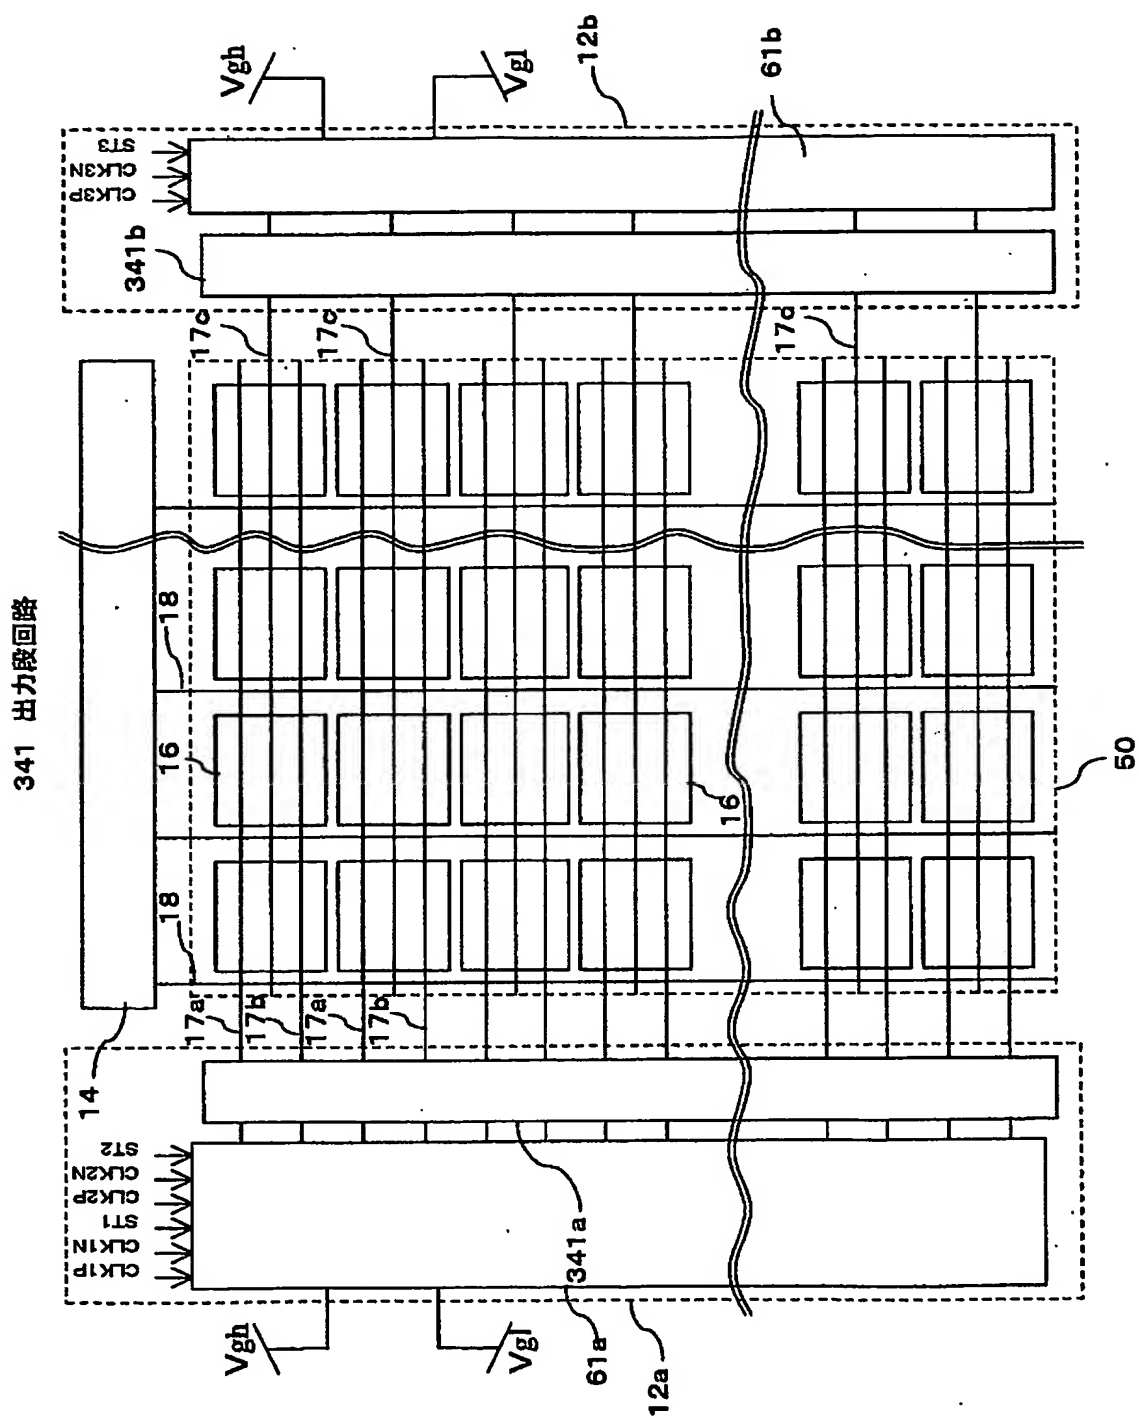 341 出力段回路
14
CLK1P
CLK1N
ST1
CLK2P
CLK2N
ST2
341b
CLK3P
CLK3N
ST3
18
16
18
17a
17c
Vgh
Vgh
17b
17a
17c
17b
Vgl
Vgl
341a
61a
12b
12a
16
61b
17c
50